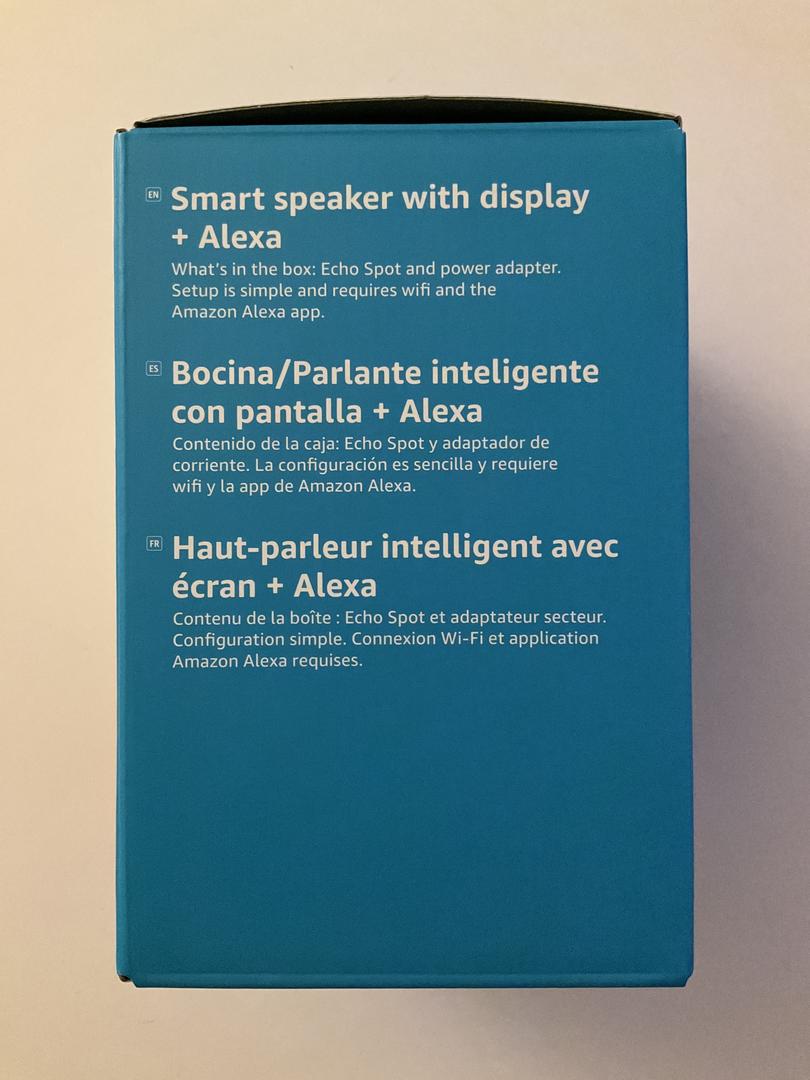 EN Smart speaker with display
+ Alexa
What's in the box: Echo Spot and power adapter.
Setup is simple and requires wifi and the
Amazon Alexa app.
ES Bocina/Parlante inteligente
con pantalla + Alexa
Contenido de la caja: Echo Spot y adaptador de
corriente. La configuración es sencilla y requiere
wifi y la app de Amazon Alexa.
FR Haut-parleur intelligent avec
écran + Alexa
Contenu de la boîte : Echo Spot et adaptateur secteur.
Configuration simple. Connexion Wi-Fi et application
Amazon Alexa requises.